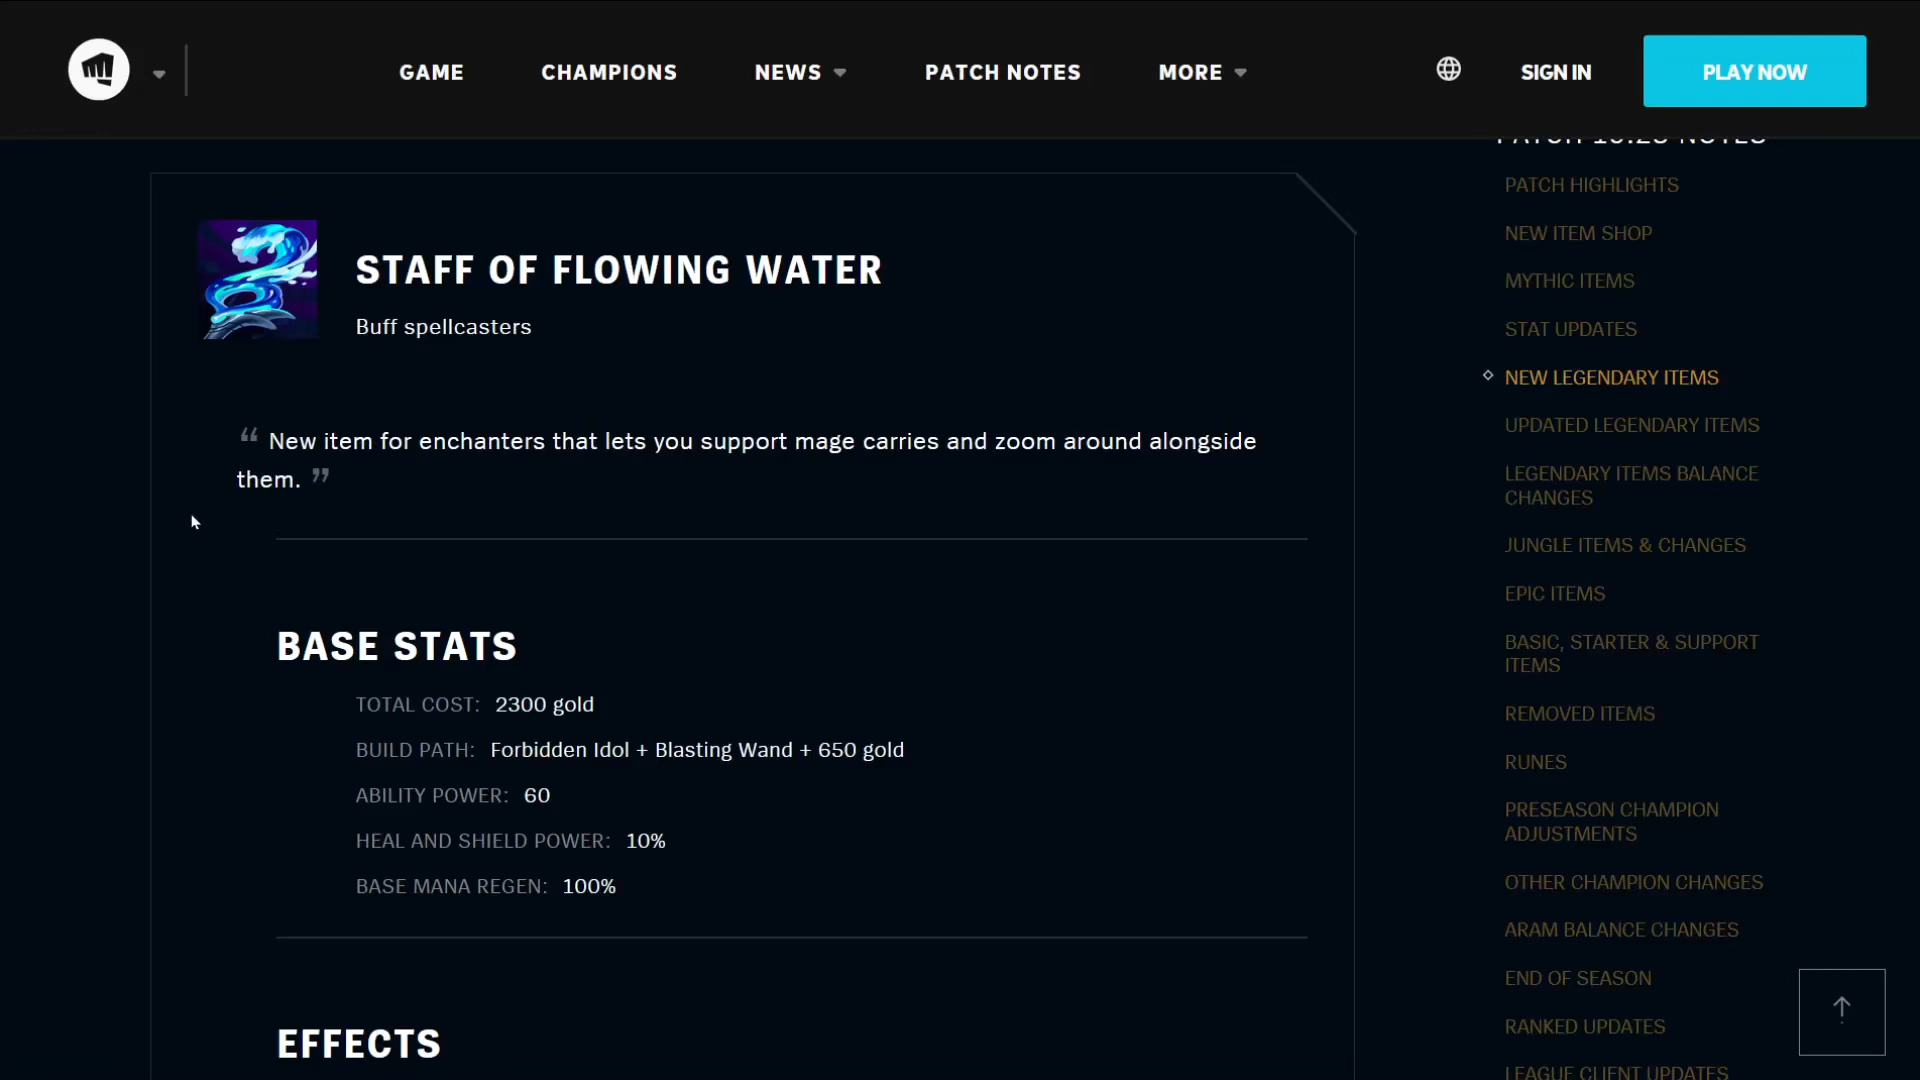 GAME
CHAMPIONS
NEWS
PATCH NOTES
MORE
SIGN IN
PLAY NOW
STAFF OF FLOWING WATER
Buff spellcasters
“ New item for enchanters that lets you support mage carries and zoom around alongside
them. ”
BASE STATS
TOTAL COST: 2300 gold
BUILD PATH: Forbidden Idol + Blasting Wand + 650 gold
ABILITY POWER: 60
HEAL AND SHIELD POWER: 10%
BASE MANA REGEN: 100%
EFFECTS
PATCH 10.23 NOTES
PATCH HIGHLIGHTS
NEW ITEM SHOP
MYTHIC ITEMS
STAT UPDATES
NEW LEGENDARY ITEMS
UPDATED LEGENDARY ITEMS
LEGENDARY ITEMS BALANCE
CHANGES
JUNGLE ITEMS & CHANGES
EPIC ITEMS
BASIC, STARTER & SUPPORT
ITEMS
REMOVED ITEMS
RUNES
PRESEASON CHAMPION
ADJUSTMENTS
OTHER CHAMPION CHANGES
ARAM BALANCE CHANGES
END OF SEASON
RANKED UPDATES
LEAGUE CLIENT UPDATES